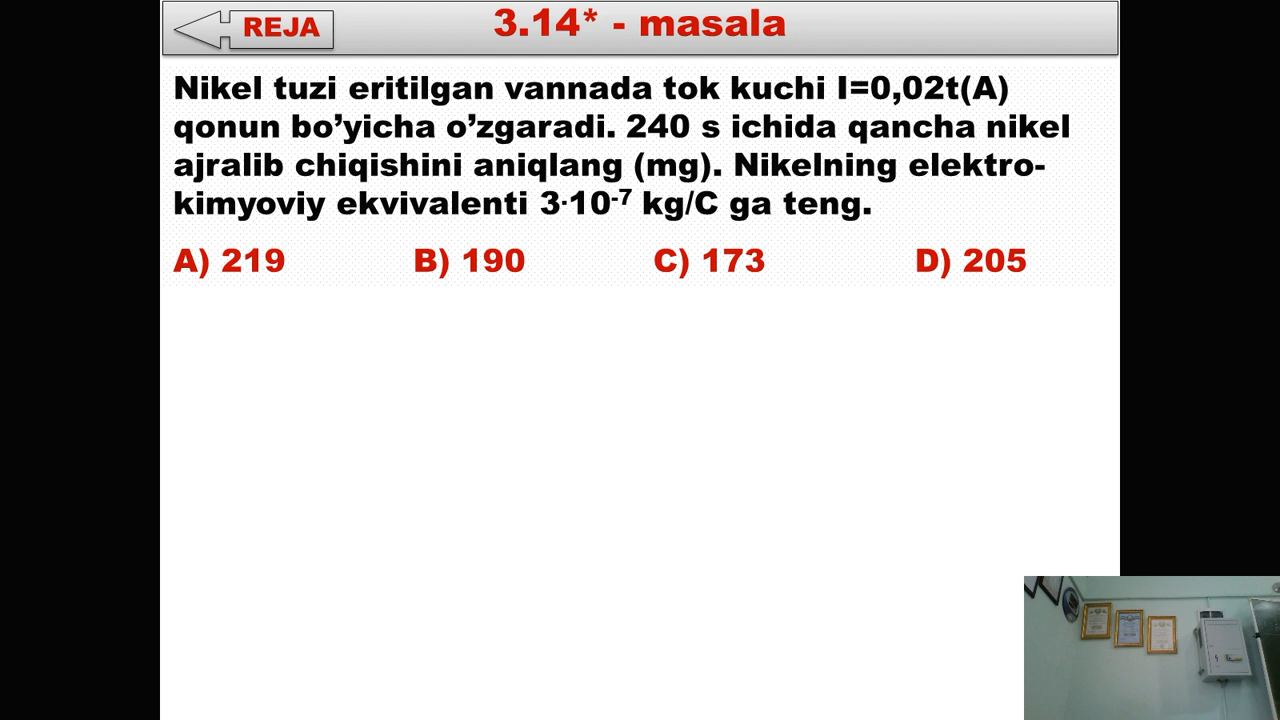 REJA
3.14* - masala
Nikel tuzi eritilgan vannada tok kuchi I=0,02t(A)
qonun bo’yicha o’zgaradi. 240 s ichida qancha nikel
ajralib chiqishini aniqlang (mg). Nikelning elektro-
kimyoviy ekvivalenti 3·10⁻⁷ kg/C ga teng.
A) 219 B) 190 C) 173 D) 205